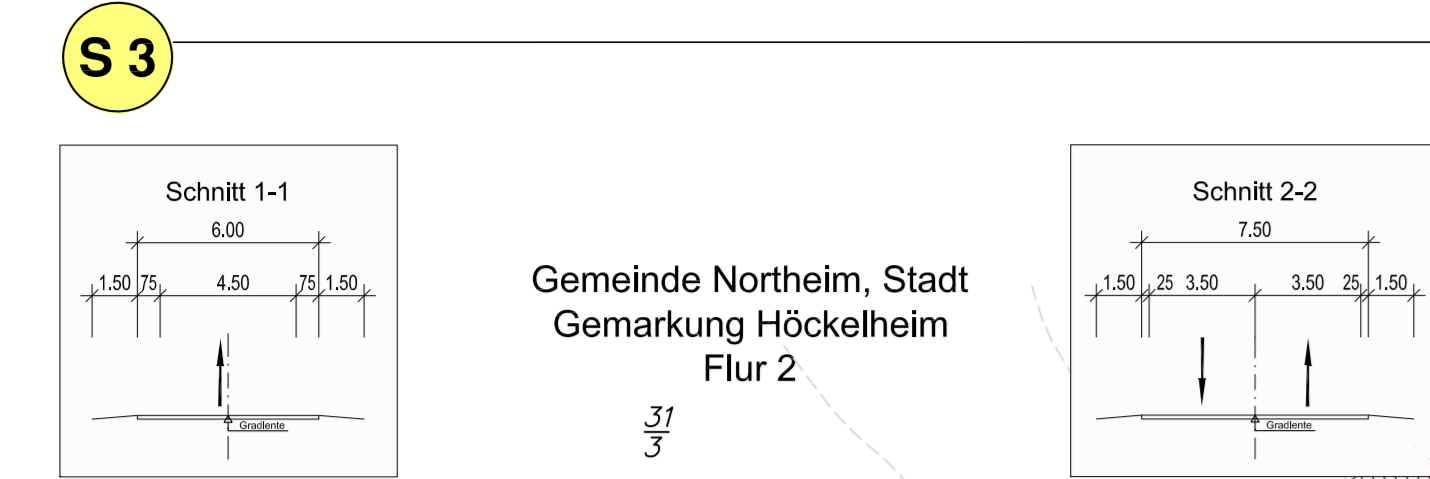 S 3
Schnitt 1-1
6.00
1.50 75 4.50 75 1.50
Gradiente
Gemeinde Northeim, Stadt
Gemarkung Höckelheim
Flur 2
31
3
Schnitt 2-2
7.50
1.50 25 3.50 3.50 25 1.50
Gradiente